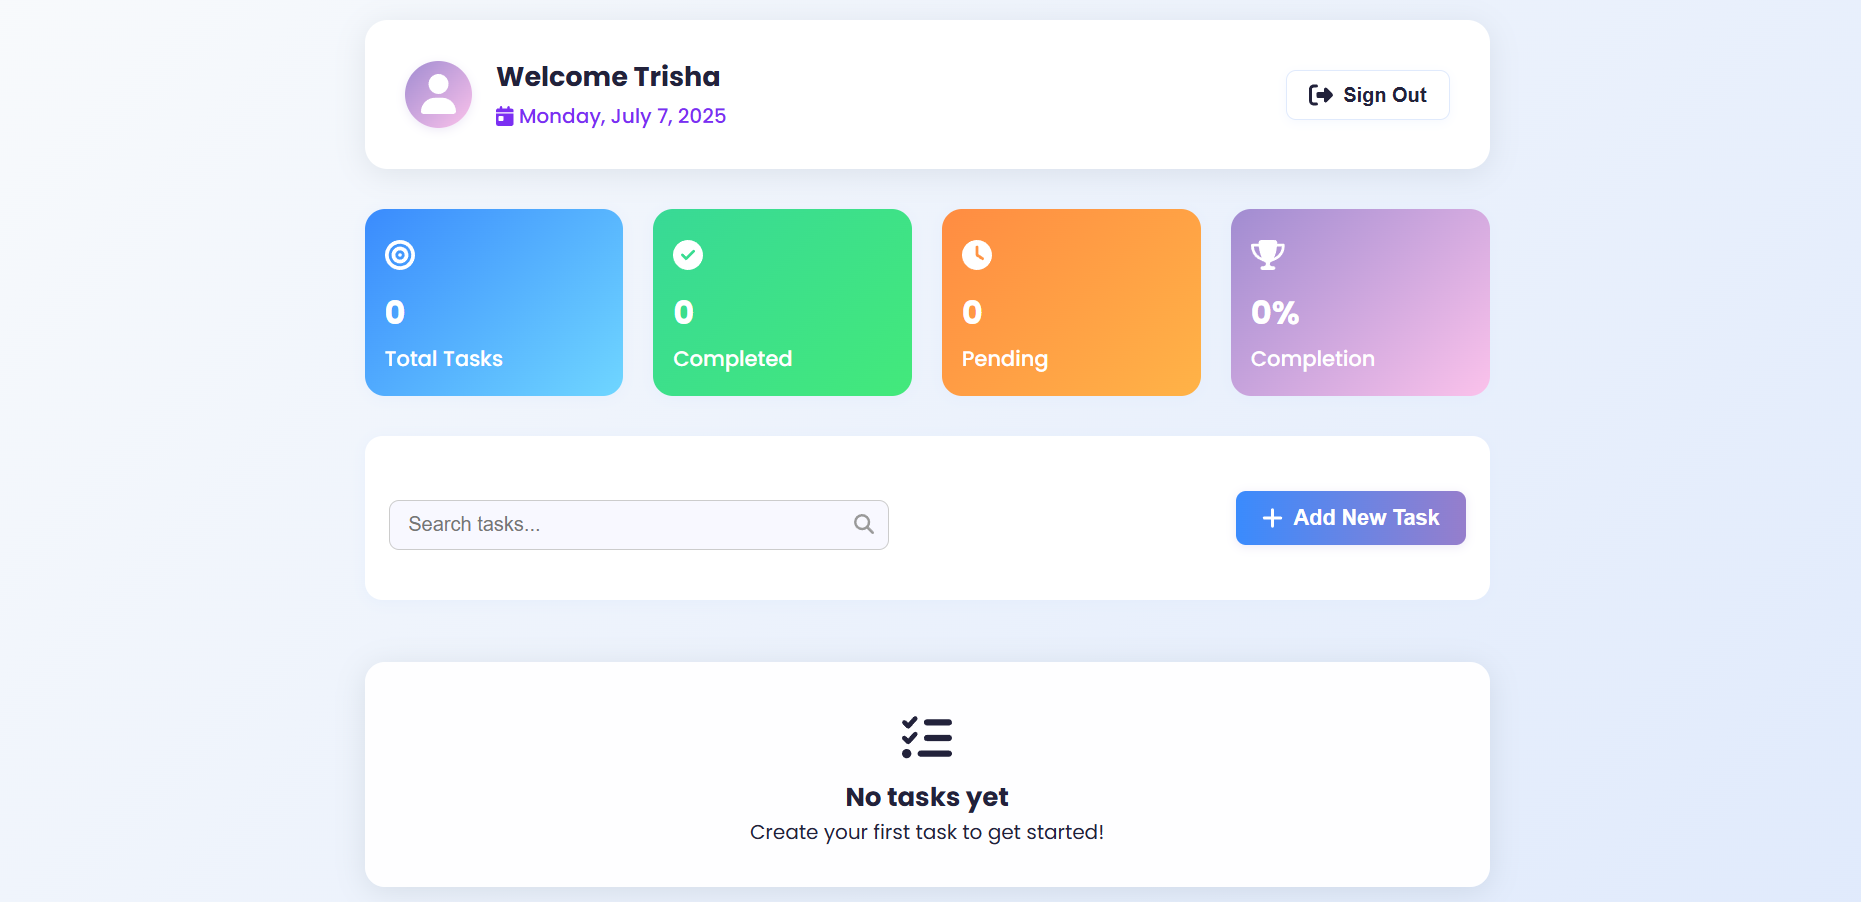 Welcome Trisha
Monday, July 7, 2025
Sign Out
0
Total Tasks
0
Completed
0
Pending
0%
Completion
Search tasks...
Add New Task
No tasks yet
Create your first task to get started!